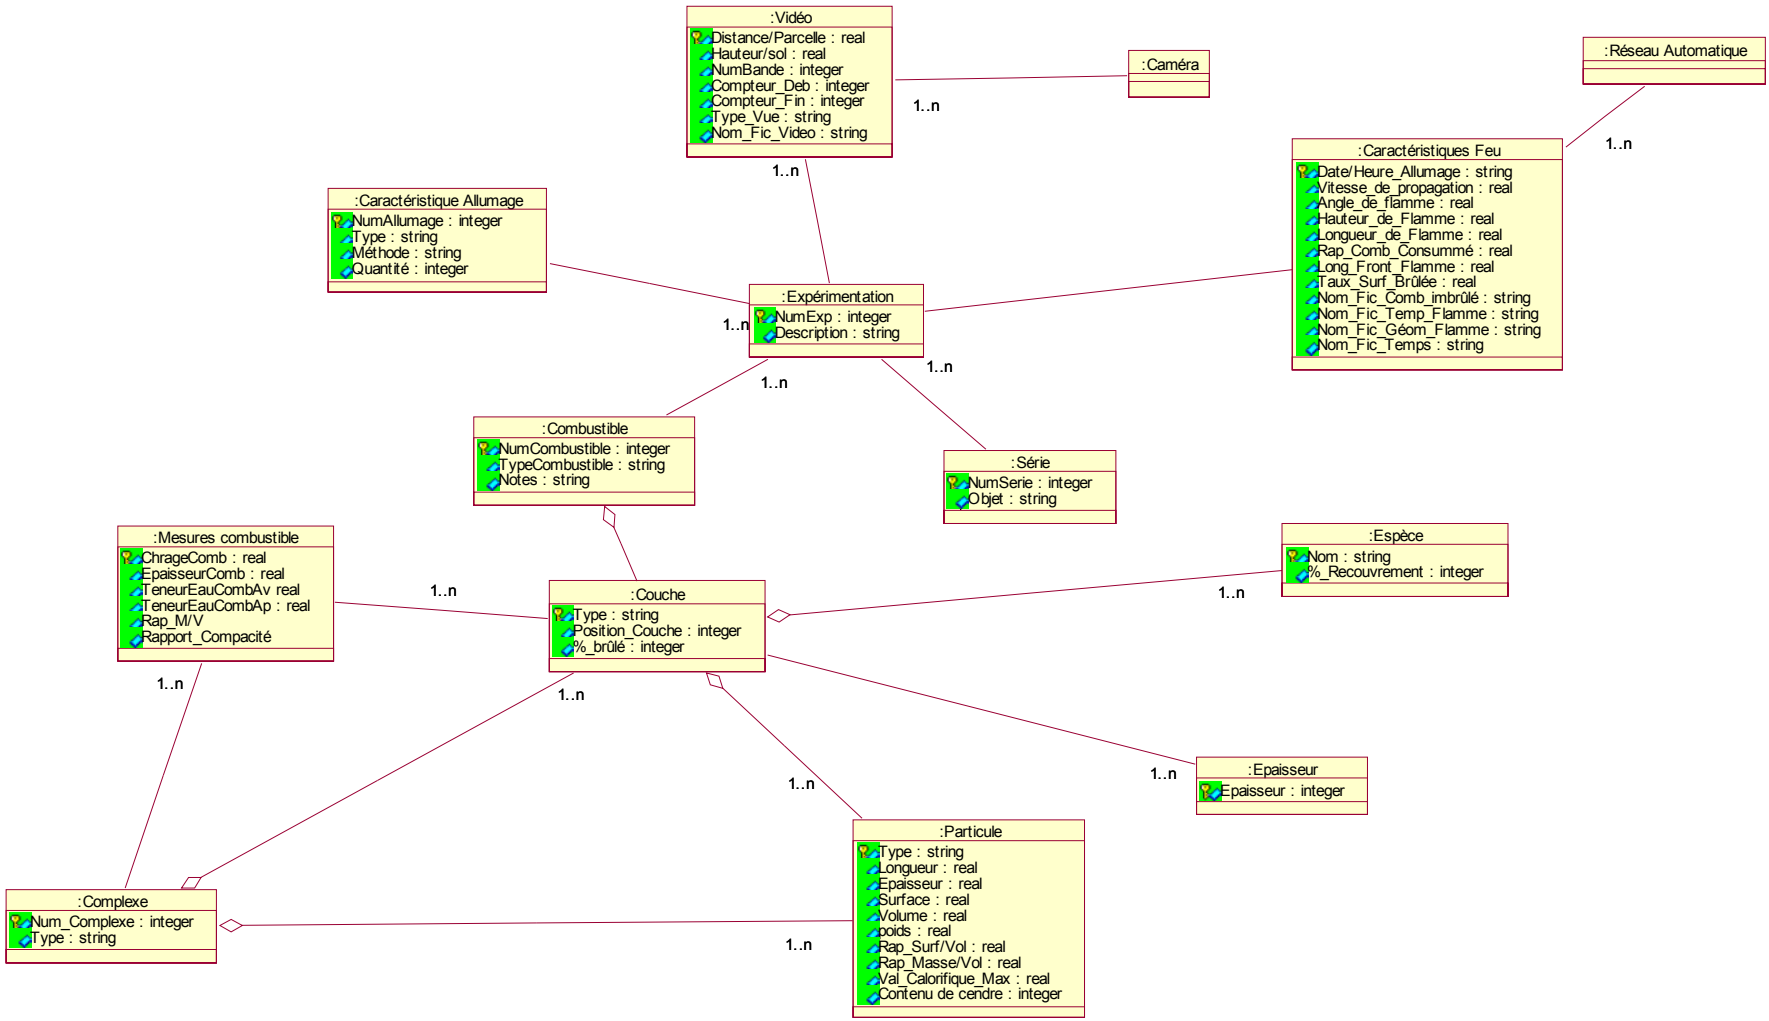 :Vidéo
Distance/Parcelle : real
Hauteur/sol : real
NumBande : integer
Compteur_Deb : integer
Compteur_Fin : integer
Type_Vue : string
Nom_Fic_Video : string
1..n
:Caméra
1..n
:Réseau Automatique
1..n
:Caractéristiques Feu
Date/Heure_Allumage : string
Vitesse_de_propagation : real
Angle_de_flamme : real
Hauteur_de_Flamme : real
Longueur_de_Flamme : real
Rap_Comb_Consummé : real
Long_Front_Flamme : real
Taux_Surf_Brûlée : real
Nom_Fic_Comb_imbrûlé : string
Nom_Fic_Temp_Flamme : string
Nom_Fic_Géom_Flamme : string
Nom_Fic_Temps : string
:Caractéristique Allumage
NumAllumage : integer
Type : string
Méthode : string
Quantité : integer
:Expérimentation
NumExp : integer
Description : string
1..n
1..n
1..n
:Combustible
NumCombustible : integer
TypeCombustible : string
Notes : string
:Série
NumSerie : integer
Objet : string
:Mesures combustible
ChrageComb : real
EpaisseurComb : real
TeneurEauCombAv real
TeneurEauCombAp : real
Rap_M/V
Rapport_Compacité
1..n
1..n
:Couche
Type : string
Position_Couche : integer
%_brûlé : integer
1..n
:Espèce
Nom : string
%_Recouvrement : integer
1..n
:Epaisseur
Epaisseur : integer
1..n
1..n
:Particule
Type : string
Longueur : real
Epaisseur : real
Surface : real
Volume : real
poids : real
Rap_Surf/Vol : real
Rap_Masse/Vol : real
Val_Calorifique_Max : real
Contenu de cendre : integer
1..n
:Complexe
Num_Complexe : integer
Type : string